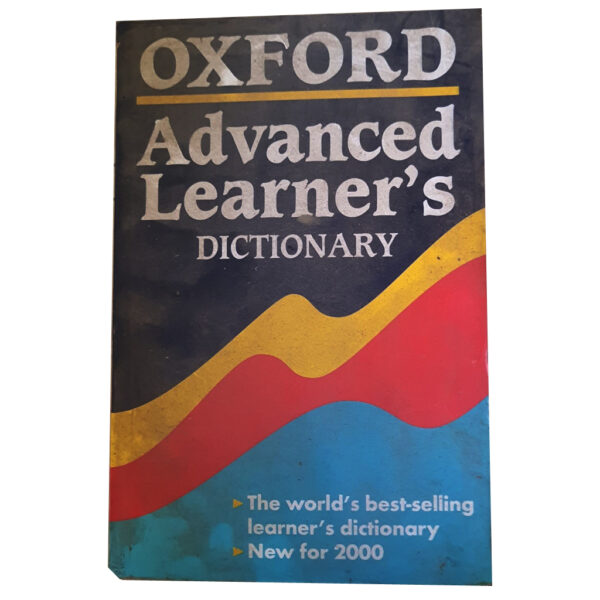 OXFORD
Advanced
Learner's
DICTIONARY
▸ The world's best-selling
learner's dictionary
▸ New for 2000